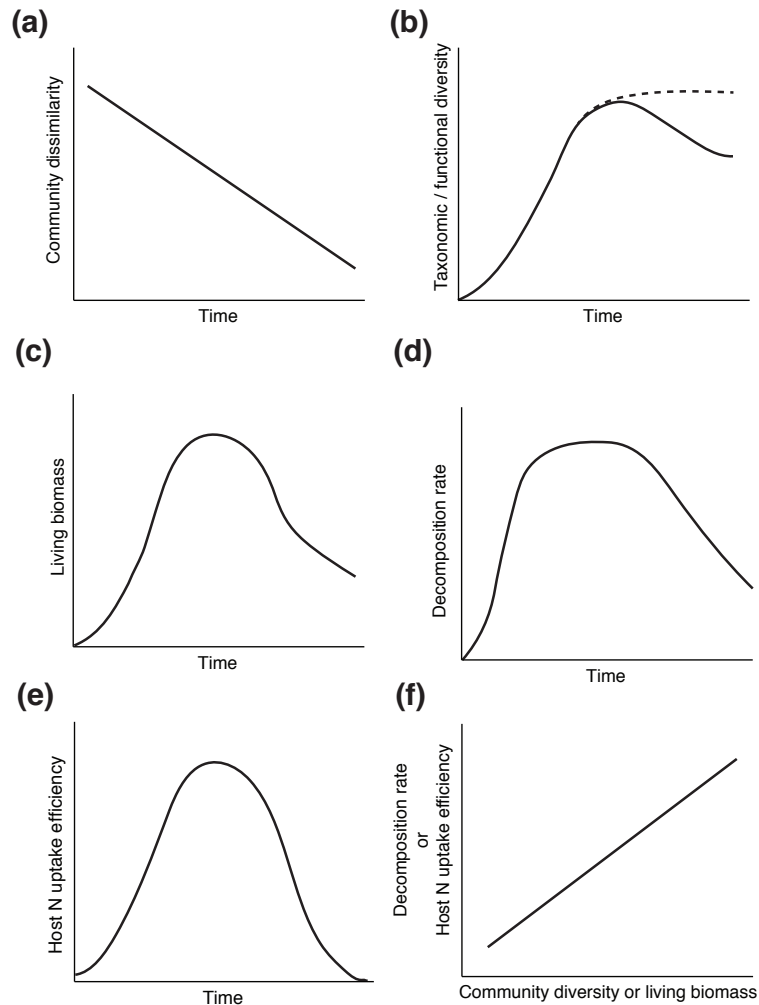 (a)
Community dissimilarity
Time
(b)
Taxonomic / functional diversity
Time
(c)
Living biomass
Time
(d)
Decomposition rate
Time
(e)
Host N uptake efficiency
Time
(f)
Decomposition rate
or
Host N uptake efficiency
Community diversity or living biomass